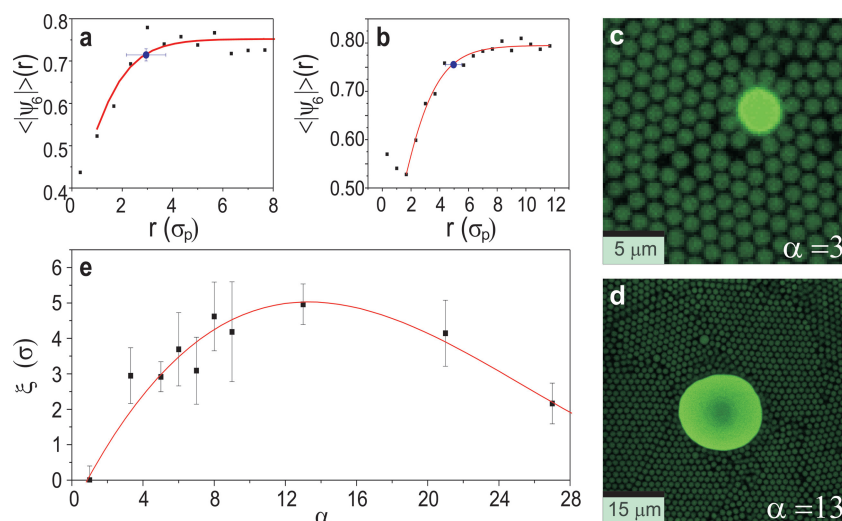 a
<|ψ₆|>(r)
0.8
0.7
0.6
0.5
0.4
0 2 4 6 8
r (σₚ)
b
<|ψ₆|>(r)
0.80
0.70
0.60
0.50
0 2 4 6 8 10 12
r (σₚ)
c
5 μm
α =3
d
15 μm
α =13
e
ξ (σ)
6
5
4
3
2
1
0
0 4 8 12 16 20 24 28
α